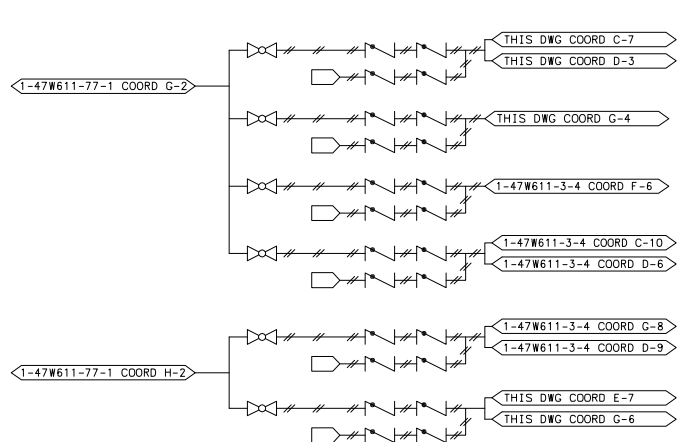 THIS DWG COORD C-7
THIS DWG COORD D-3
1-47W611-77-1 COORD G-2
THIS DWG COORD G-4
1-47W611-3-4 COORD F-6
1-47W611-3-4 COORD C-10
1-47W611-3-4 COORD D-6
1-47W611-3-4 COORD G-8
1-47W611-3-4 COORD D-9
1-47W611-77-1 COORD H-2
THIS DWG COORD E-7
THIS DWG COORD G-6